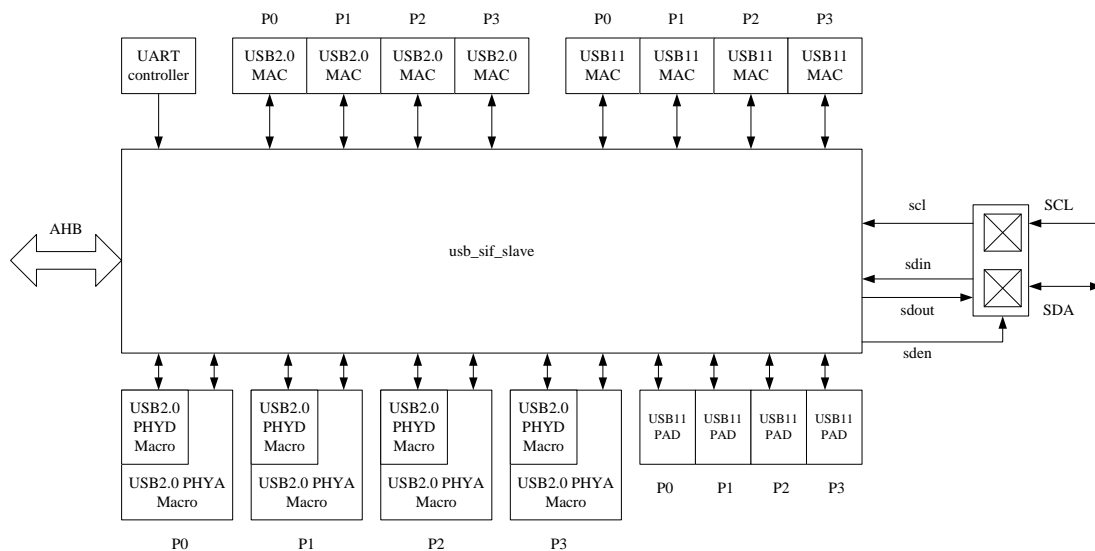 P0 P1 P2 P3 P0 P1 P2 P3
UART
controller
USB2.0
MAC
USB2.0
MAC
USB2.0
MAC
USB2.0
MAC
USB11
MAC
USB11
MAC
USB11
MAC
USB11
MAC
AHB
usb_sif_slave
scl
SCL
sdin
sdout
SDA
sden
USB2.0
PHYD
Macro
USB2.0 PHYA
Macro
USB2.0
PHYD
Macro
USB2.0 PHYA
Macro
USB2.0
PHYD
Macro
USB2.0 PHYA
Macro
USB2.0
PHYD
Macro
USB2.0 PHYA
Macro
USB11
PAD
USB11
PAD
USB11
PAD
USB11
PAD
P0 P1 P2 P3
P0 P1 P2 P3